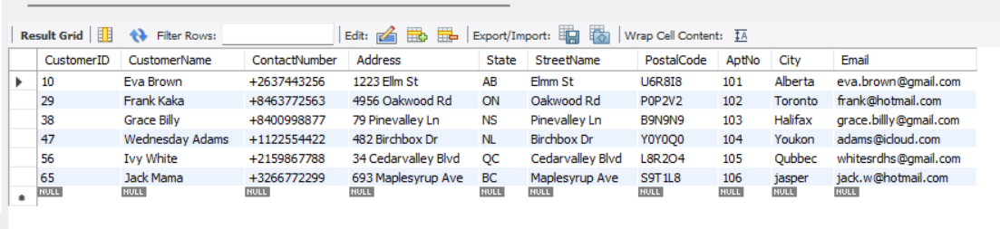 Result Grid Filter Rows: Edit: Export/Import: Wrap Cell Content:
CustomerID CustomerName ContactNumber Address State StreetName PostalCode AptNo City Email
10 Eva Brown +2637443256 1223 Ellm St AB Elmm St U6R8I8 101 Alberta eva.brown@gmail.com
29 Frank Kaka +8463772563 4956 Oakwood Rd ON Oakwood Rd P0P2V2 102 Toronto frank@hotmail.com
38 Grace Billy +8400998877 79 Pinevalley Ln NS Pinevalley Ln B9N9N9 103 Halifax grace.billly@gmail.com
47 Wednesday Adams +1122554422 482 Birchbox Dr NL Birchbox Dr Y0Y0Q0 104 Youkon adams@icloud.com
56 Ivy White +2159867788 34 Cedarvalley Blvd QC Cedarvalley Blvd L8R2O4 105 Qubbec whitesrdhs@gmail.com
65 Jack Mama +3266772299 693 Maplesyrup Ave BC Maplesyrup Ave S9T1L8 106 jasper jack.w@hotmail.com
NULL NULL NULL NULL NULL NULL NULL NULL NULL NULL